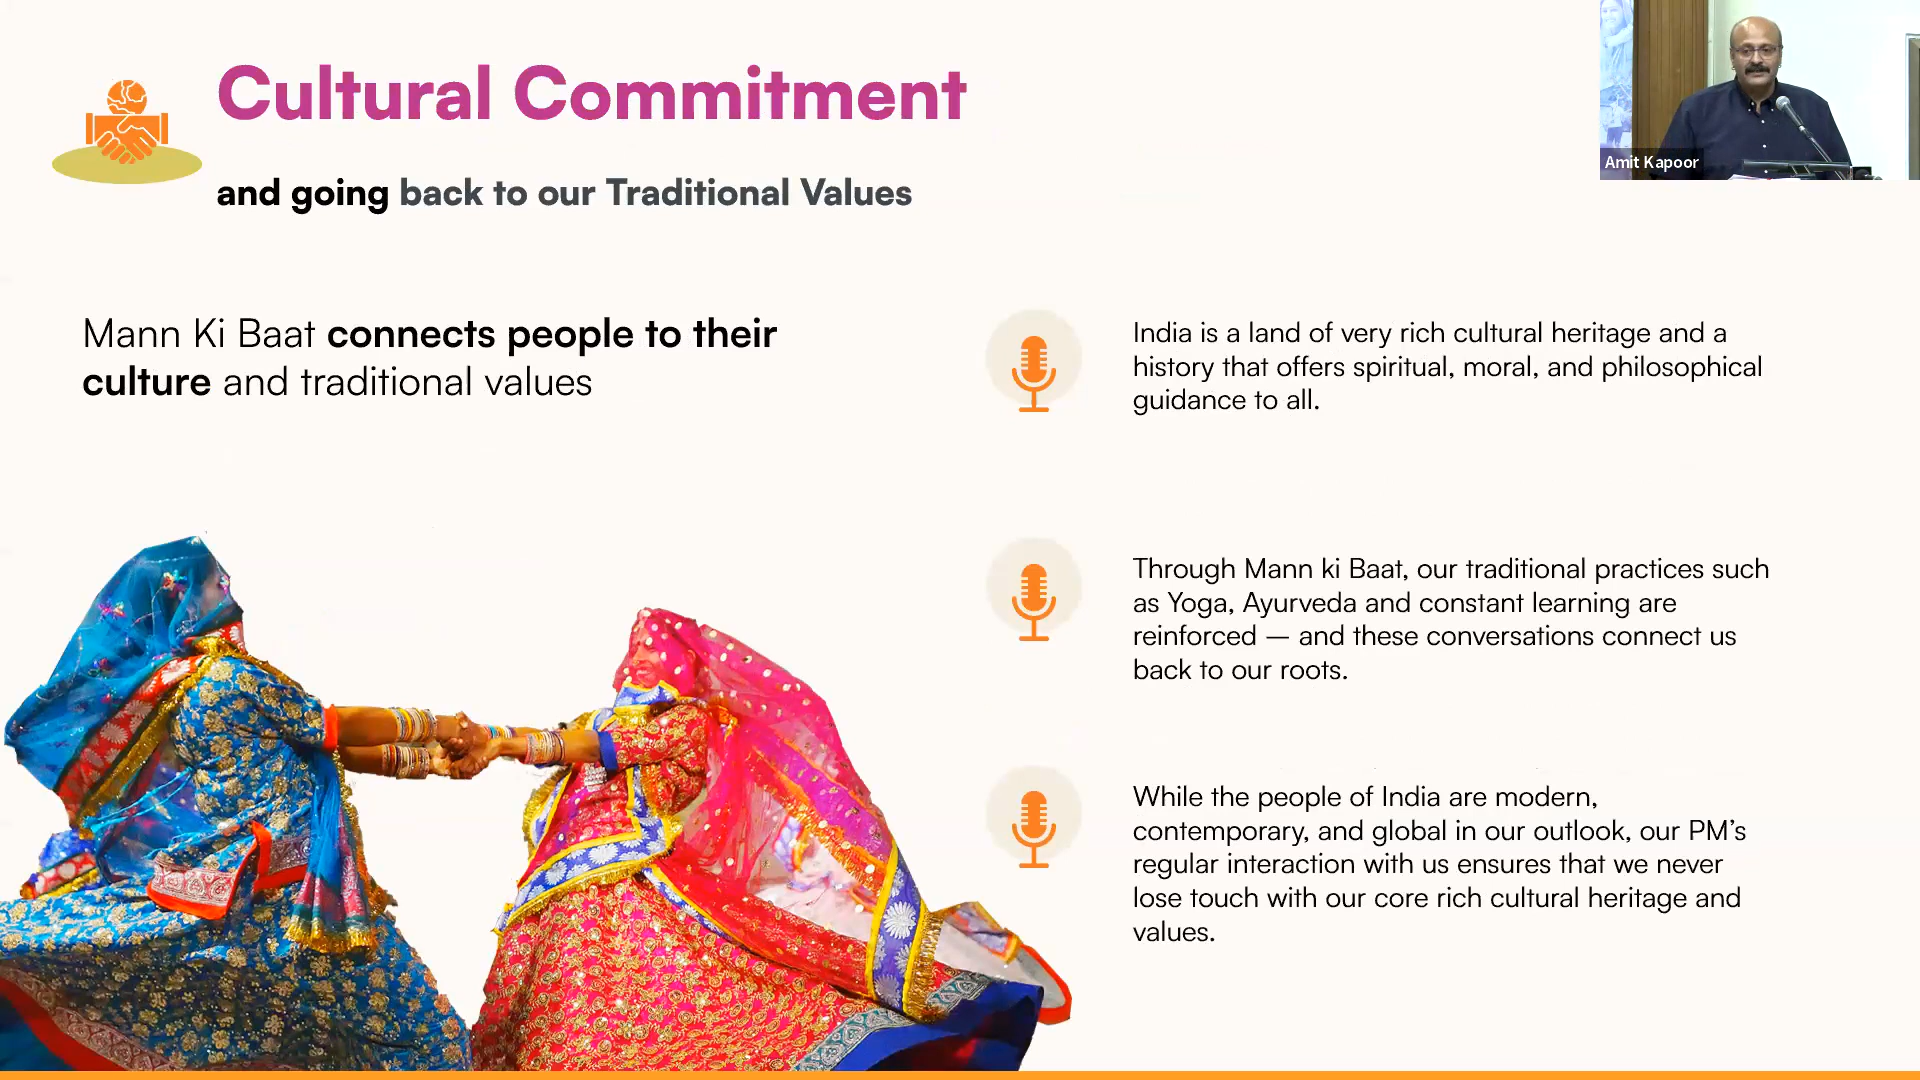 Cultural Commitment
and going back to our Traditional Values
Mann Ki Baat connects people to their
culture and traditional values
India is a land of very rich cultural heritage and a
history that offers spiritual, moral, and philosophical
guidance to all.
Through Mann ki Baat, our traditional practices such
as Yoga, Ayurveda and constant learning are
reinforced — and these conversations connect us
back to our roots.
While the people of India are modern,
contemporary, and global in our outlook, our PM’s
regular interaction with us ensures that we never
lose touch with our core rich cultural heritage and
values.
Amit Kapoor